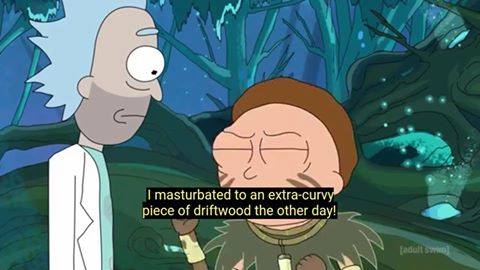 I masturbated to an extra-curvy
piece of driftwood the other day!
[adult swim]